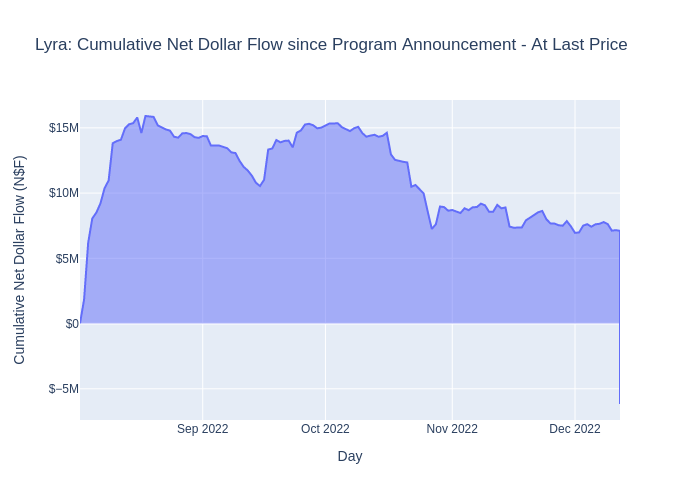 Lyra: Cumulative Net Dollar Flow since Program Announcement - At Last Price
Cumulative Net Dollar Flow (N$F)
$15M
$10M
$5M
$0
$−5M
Sep 2022
Oct 2022
Nov 2022
Dec 2022
Day